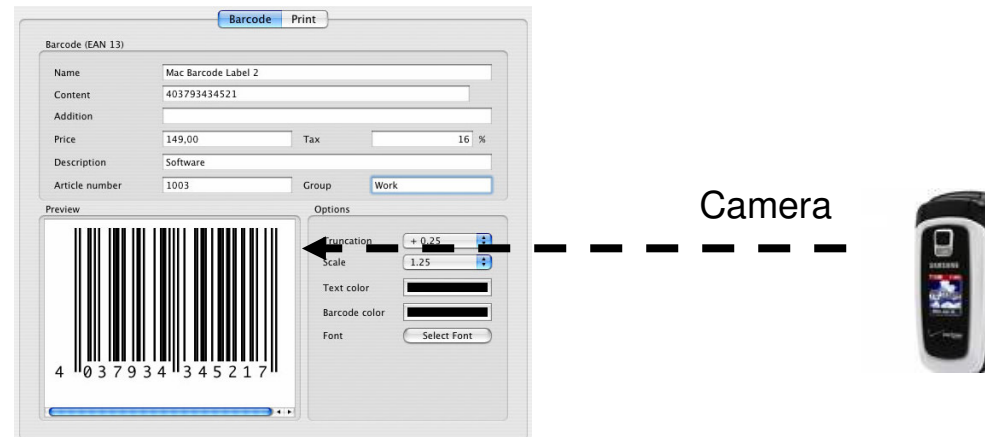 Barcode Print
Barcode (EAN 13)
Name Mac Barcode Label 2
Content 403793434521
Addition
Price 149,00 Tax 16 %
Description Software
Article number 1003 Group Work
Preview Options
Truncation + 0.25
Scale 1.25
Text color
Barcode color
Font Select Font
4 037934 345217
Camera
SAMSUNG
verizon